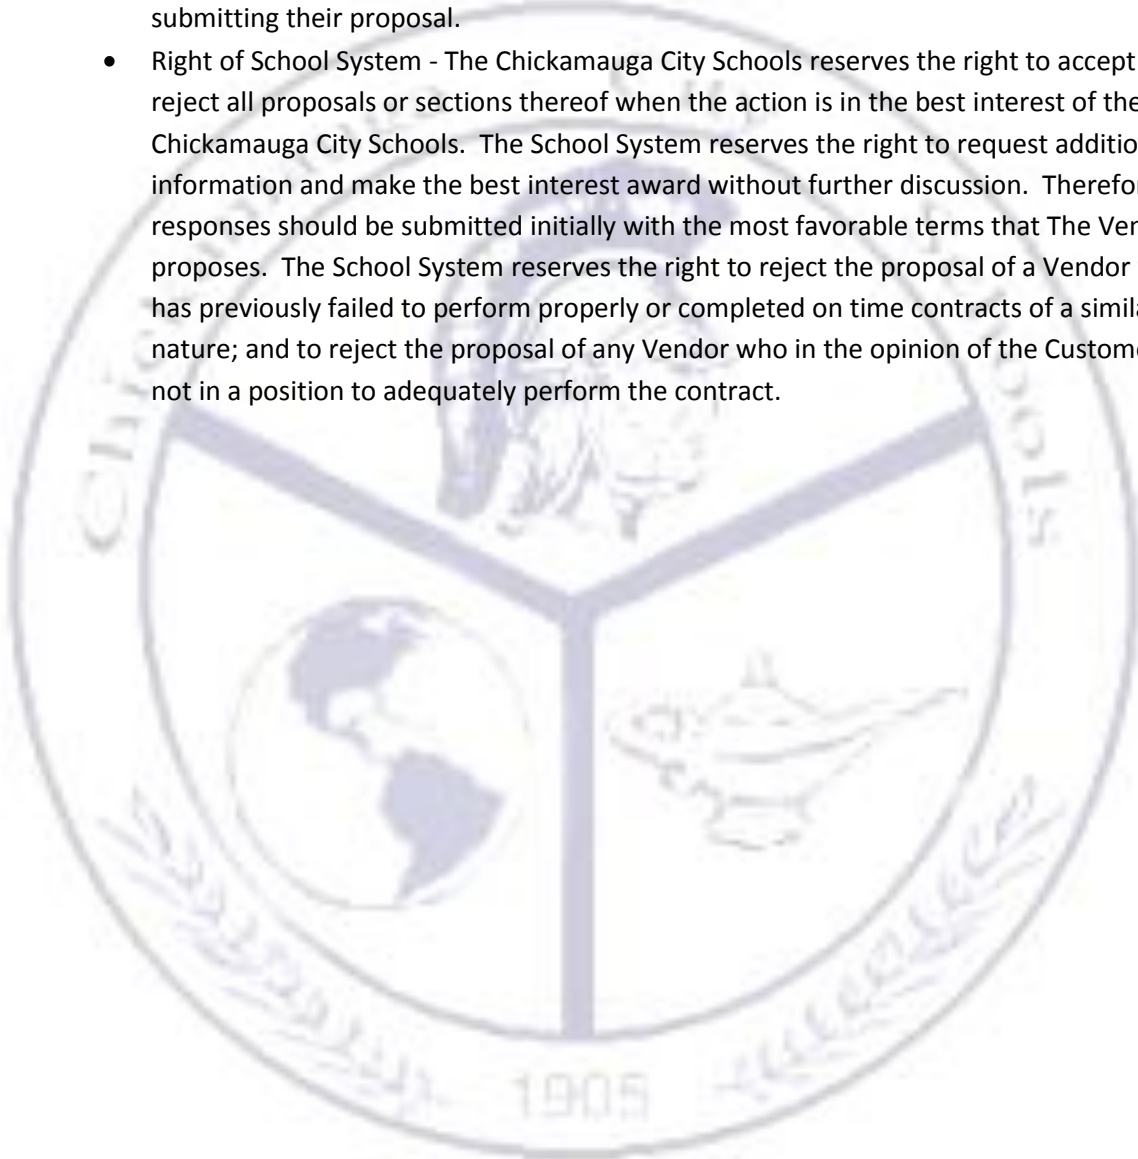 submitting their proposal.
• Right of School System - The Chickamauga City Schools reserves the right to accept
reject all proposals or sections thereof when the action is in the best interest of the
Chickamauga City Schools. The School System reserves the right to request additio
information and make the best interest award without further discussion. Therefor
responses should be submitted initially with the most favorable terms that The Ven
proposes. The School System reserves the right to reject the proposal of a Vendor
has previously failed to perform properly or completed on time contracts of a simila
nature; and to reject the proposal of any Vendor who in the opinion of the Custome
not in a position to adequately perform the contract.
1905